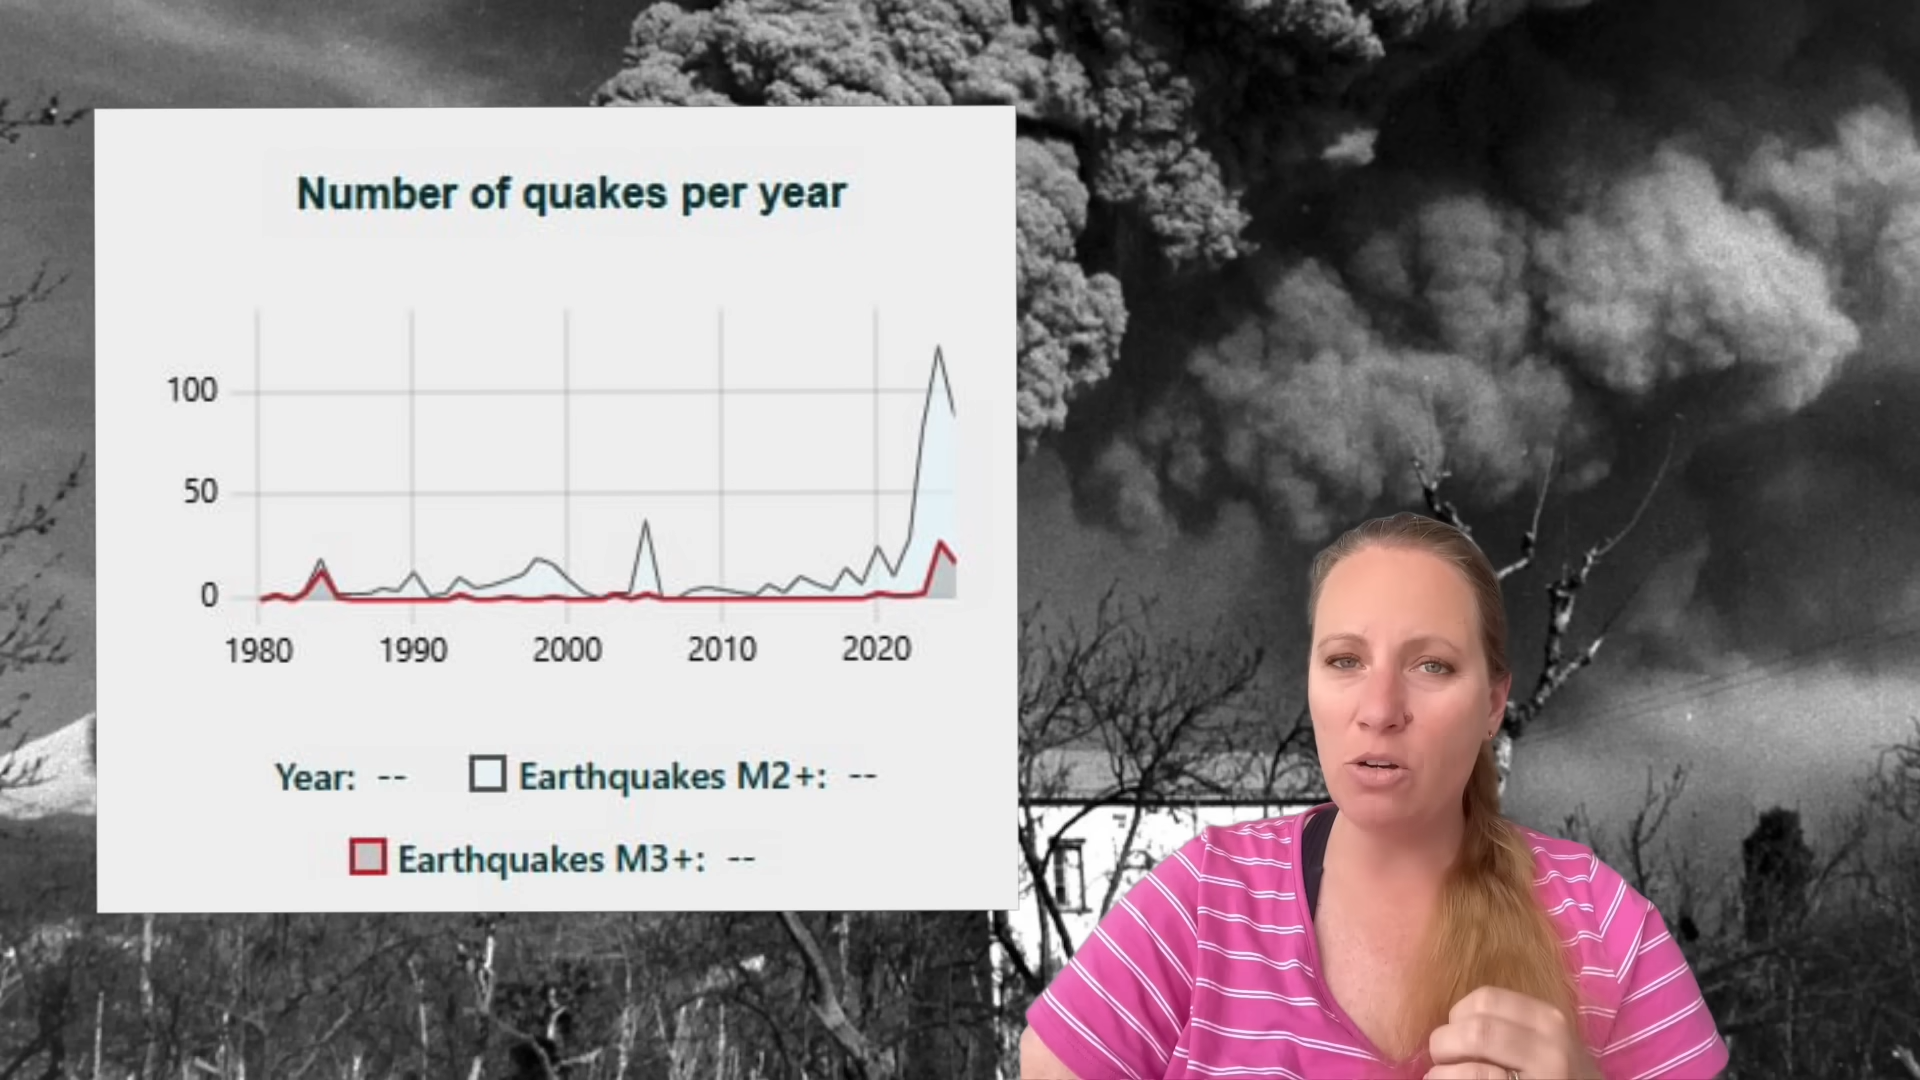 Number of quakes per year
100
50
0
1980 1990 2000 2010 2020
Year: -- Earthquakes M2+: --
Earthquakes M3+: --